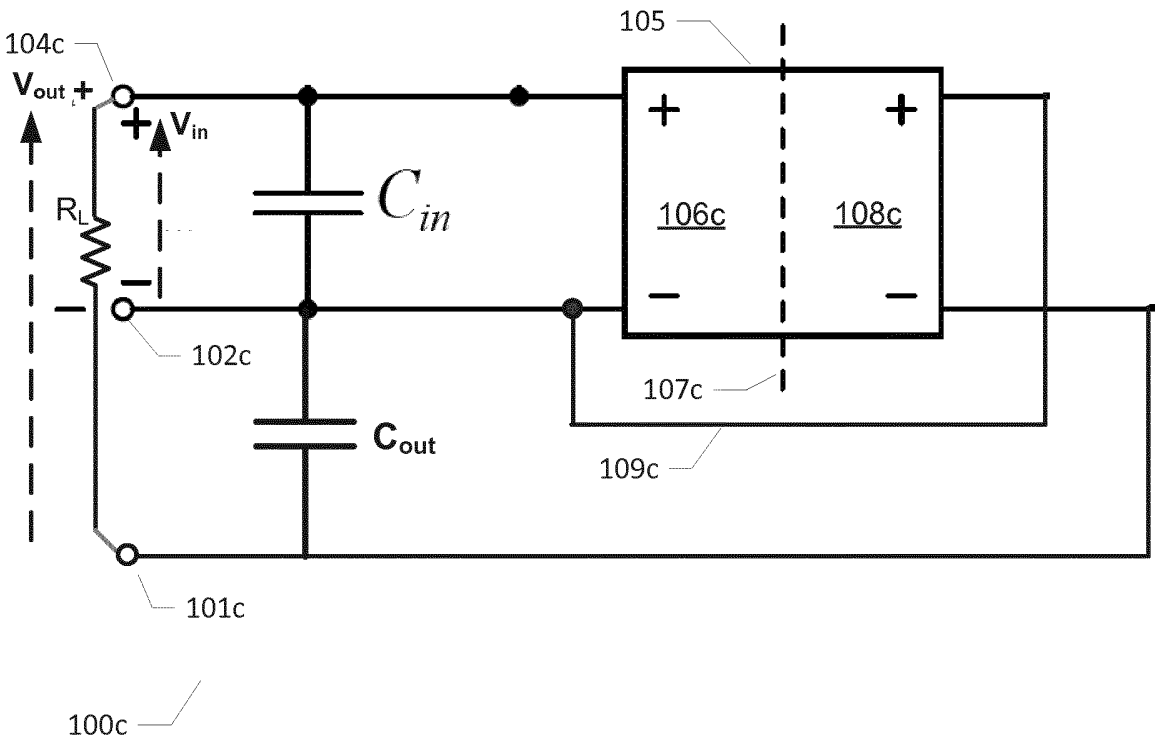 104c
105
Vout +
+
Vin
+
+
Cin
RL
106c
108c
−
−
−
−
102c
107c
Cout
109c
101c
100c